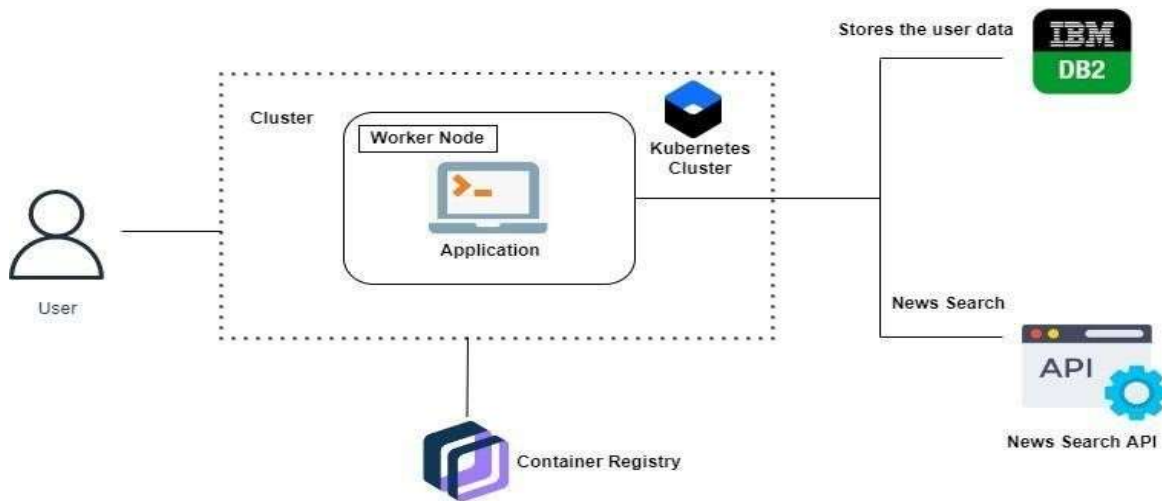 Stores the user data
IBM
DB2
Cluster
Worker Node
Kubernetes
Cluster
Application
User
News Search
API
News Search API
Container Registry